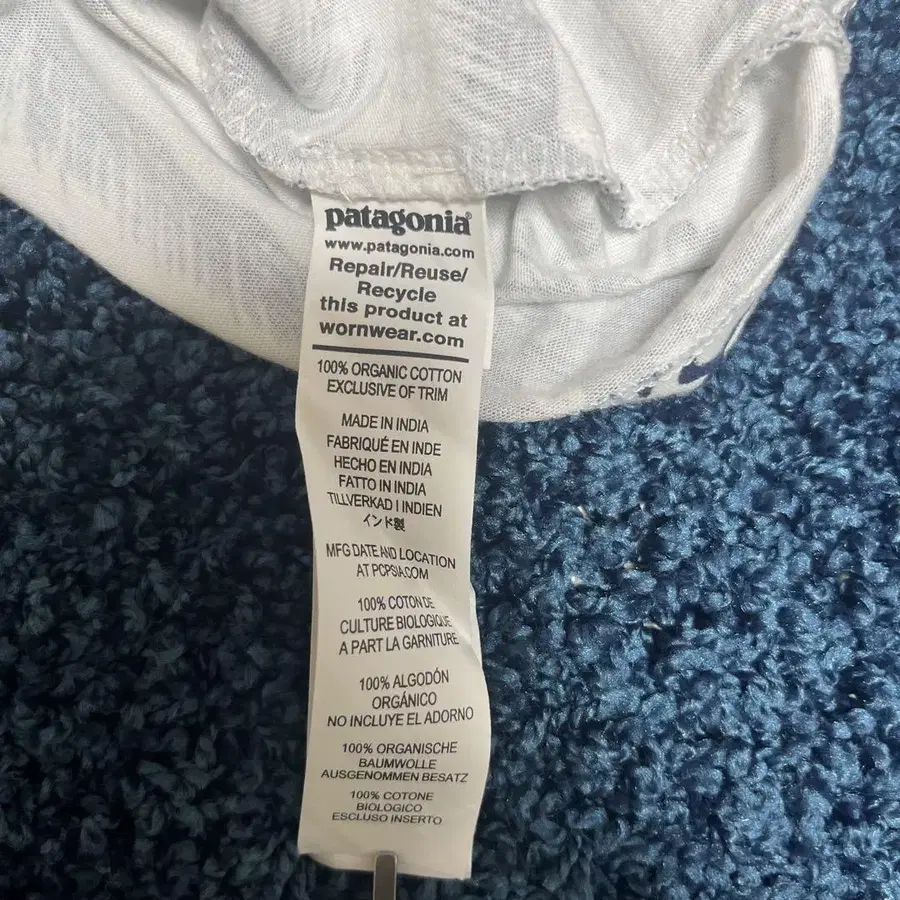 patagonia®
www.patagonia.com
Repair/Reuse/
Recycle
this product at
wornwear.com
100% ORGANIC COTTON
EXCLUSIVE OF TRIM
MADE IN INDIA
FABRIQUÉ EN INDE
HECHO EN INDIA
FATTO IN INDIA
TILLVERKAD I INDIEN
インド製
MFG DATE AND LOCATION
AT PCPSIA.COM
100% COTON DE
CULTURE BIOLOGIQUE
A PART LA GARNITURE
100% ALGODÓN
ORGÁNICO
NO INCLUYE EL ADORNO
100% ORGANISCHE
BAUMWOLLE
AUSGENOMMEN BESATZ
100% COTONE
BIOLOGICO
ESCLUSO INSERTO